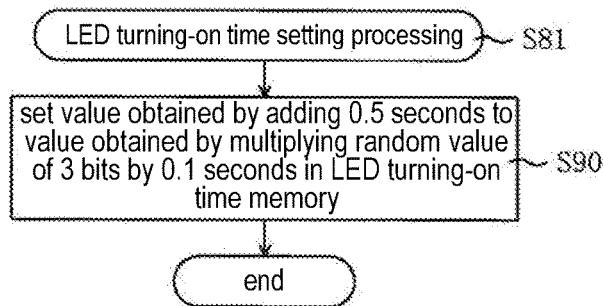 LED turning-on time setting processing
S81
set value obtained by adding 0.5 seconds to
value obtained by multiplying random value
of 3 bits by 0.1 seconds in LED turning-on
time memory
S90
end